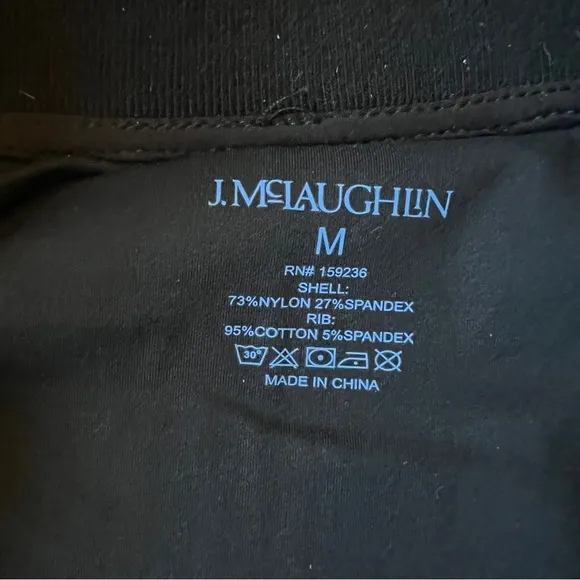 J. McLAUGHLIN
M
RN# 159236
SHELL:
73%NYLON 27%SPANDEX
RIB:
95%COTTON 5%SPANDEX
30°
MADE IN CHINA